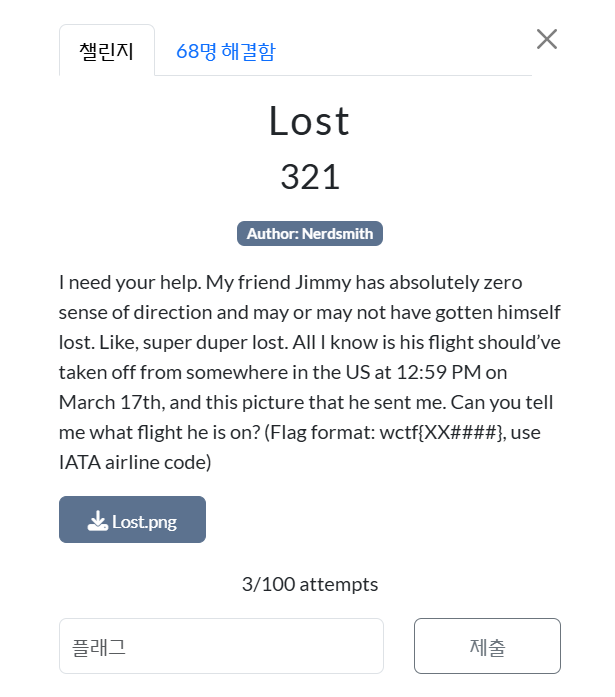 챌린지
68명 해결함
Lost
321
Author: Nerdsmith
I need your help. My friend Jimmy has absolutely zero
sense of direction and may or may not have gotten himself
lost. Like, super duper lost. All I know is his flight should’ve
taken off from somewhere in the US at 12:59 PM on
March 17th, and this picture that he sent me. Can you tell
me what flight he is on? (Flag format: wctf{XX####}, use
IATA airline code)
Lost.png
3/100 attempts
플래그
제출